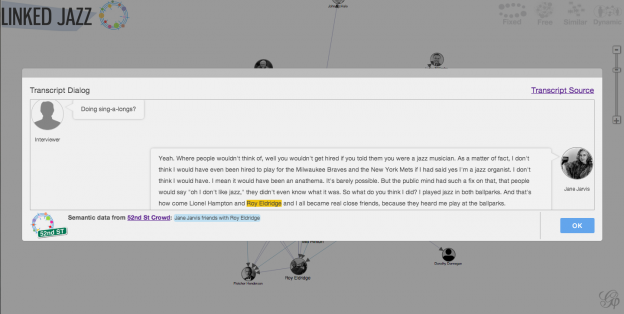 LINKED JAZZ
Fixed Free Similar Dynamic
Transcript Dialog
Transcript Source
Doing sing-a-longs?
Interviewer
Yeah. Where people wouldn't think of, well you wouldn't get hired if you told them you were a jazz musician. As a matter of fact, I don't
think I would have even been hired to play for the Milwaukee Braves and the New York Mets if I had said yes I'm a jazz organist. I don't
think I would have. I mean it would have been an anathema. It's barely possible. But the public mind had such a fix on that, that people
would say "oh I don't like jazz," they didn't even know what it was. So what do you think I did? I played jazz in both ballparks. And that's
how come Lionel Hampton and Roy Eldridge and I all became real close friends, because they heard me play at the ballparks.
Jane Jarvis
52nd ST
Semantic data from 52nd St Crowd: Jane Jarvis friends with Roy Eldridge
OK
Fletcher Henderson
Roy Eldridge